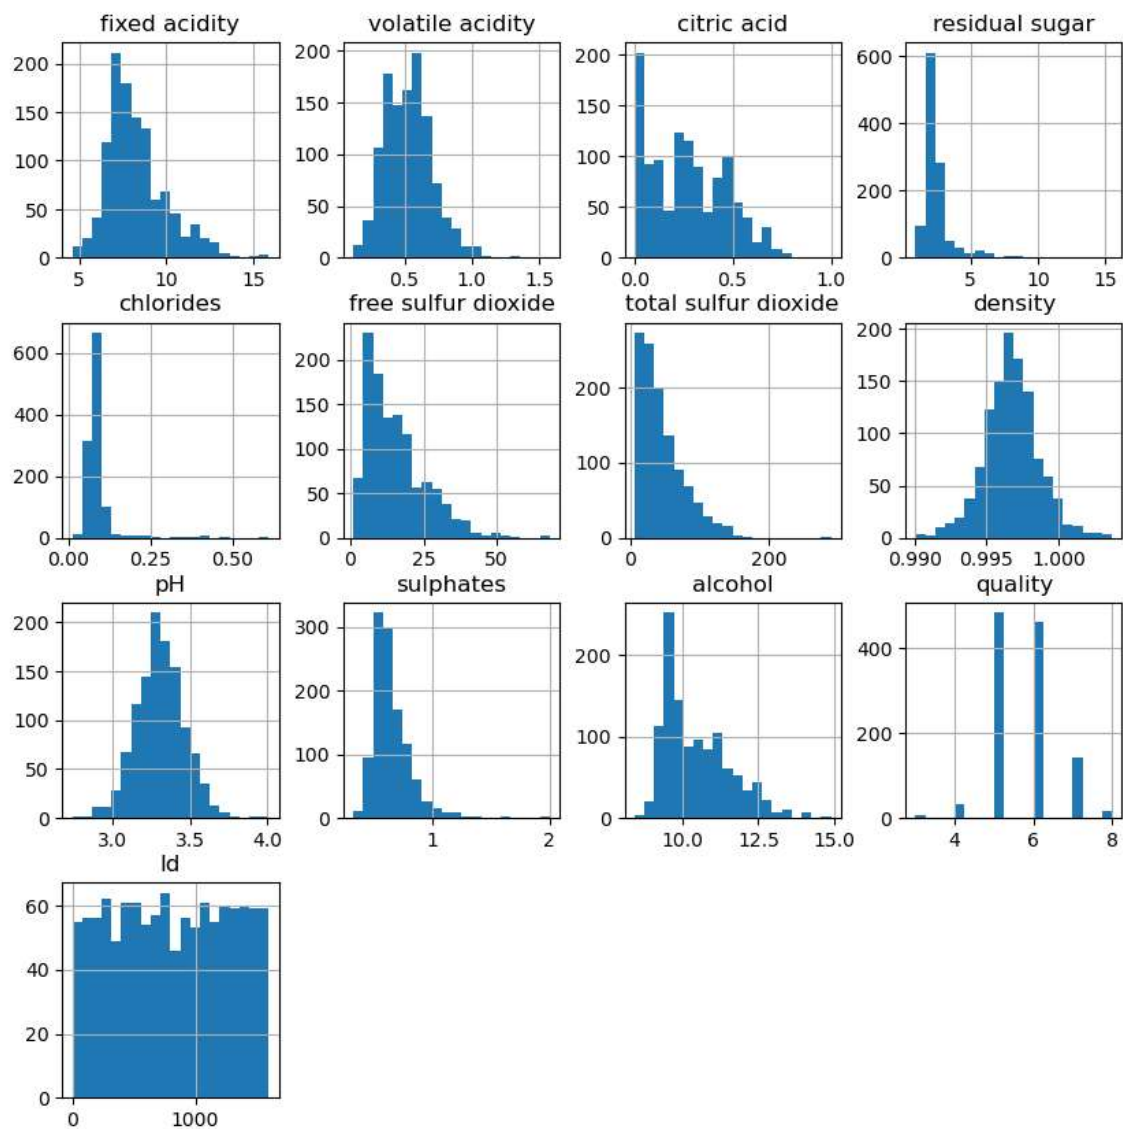 fixed acidity volatile acidity citric acid residual sugar
200 150 100 50 0
5 10 15
200 150 100 50 0
0.5 1.0 1.5
200 150 100 50 0
0.0 0.5 1.0
600 400 200 0
5 10 15
chlorides free sulfur dioxide total sulfur dioxide density
600 400 200 0
0.00 0.25 0.50
200 150 100 50 0
0 25 50
200 100 0
0 200
200 150 100 50 0
0.990 0.995 1.000
pH sulphates alcohol quality
200 150 100 50 0
3.0 3.5 4.0
300 200 100 0
1 2
200 100 0
10.0 12.5 15.0
400 200 0
4 6 8
Id
60 40 20 0
0 1000